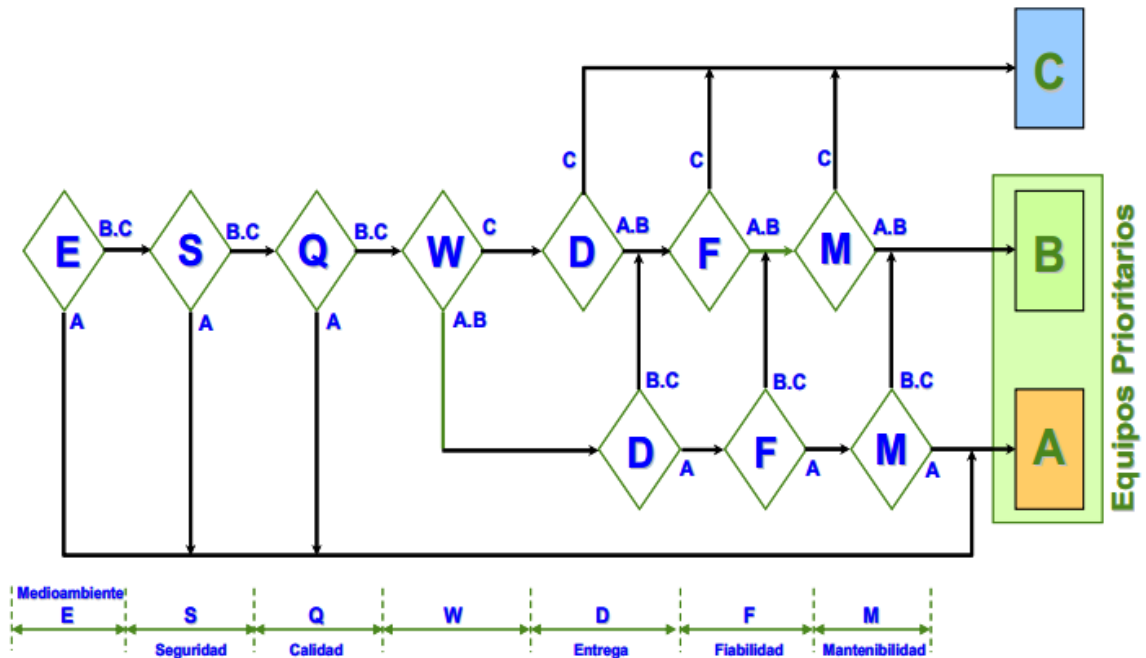 C
C
C
C
E
B.C
S
B.C
Q
B.C
W
C
D
A.B
F
A.B
M
A.B
B
A
A
A
A.B
B.C
B.C
B.C
D
A
F
A
M
A
A
Equipos Prioritarios
Medioambiente
E
S
Q
W
D
F
M
Seguridad
Calidad
Entrega
Fiabilidad
Mantenibilidad